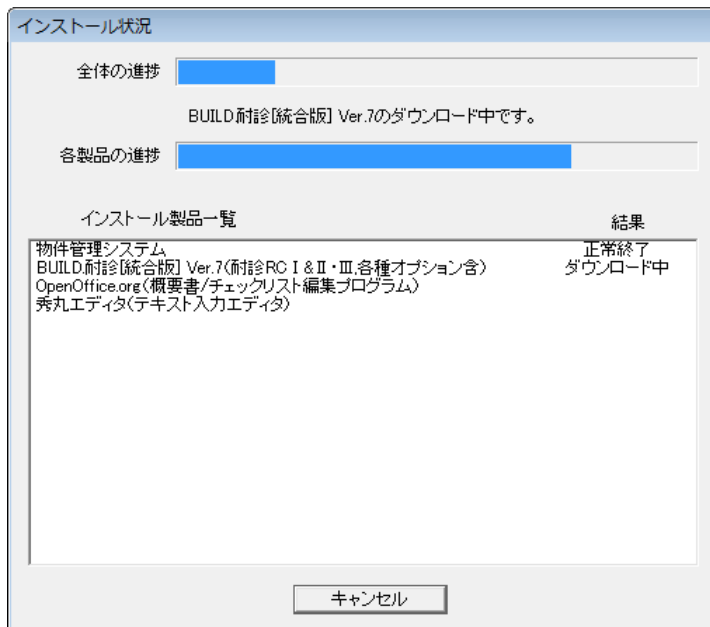 インストール状況
全体の進捗
BUILD.耐診[統合版] Ver.7のダウンロード中です。
各製品の進捗
インストール製品一覧 結果
物件管理システム 正常終了
BUILD.耐診[統合版] Ver.7(耐診RCⅠ&Ⅱ・Ⅲ,各種オプション含) ダウンロード中
OpenOffice.org(概要書/チェックリスト編集プログラム)
秀丸エディタ(テキスト入力エディタ)
キャンセル